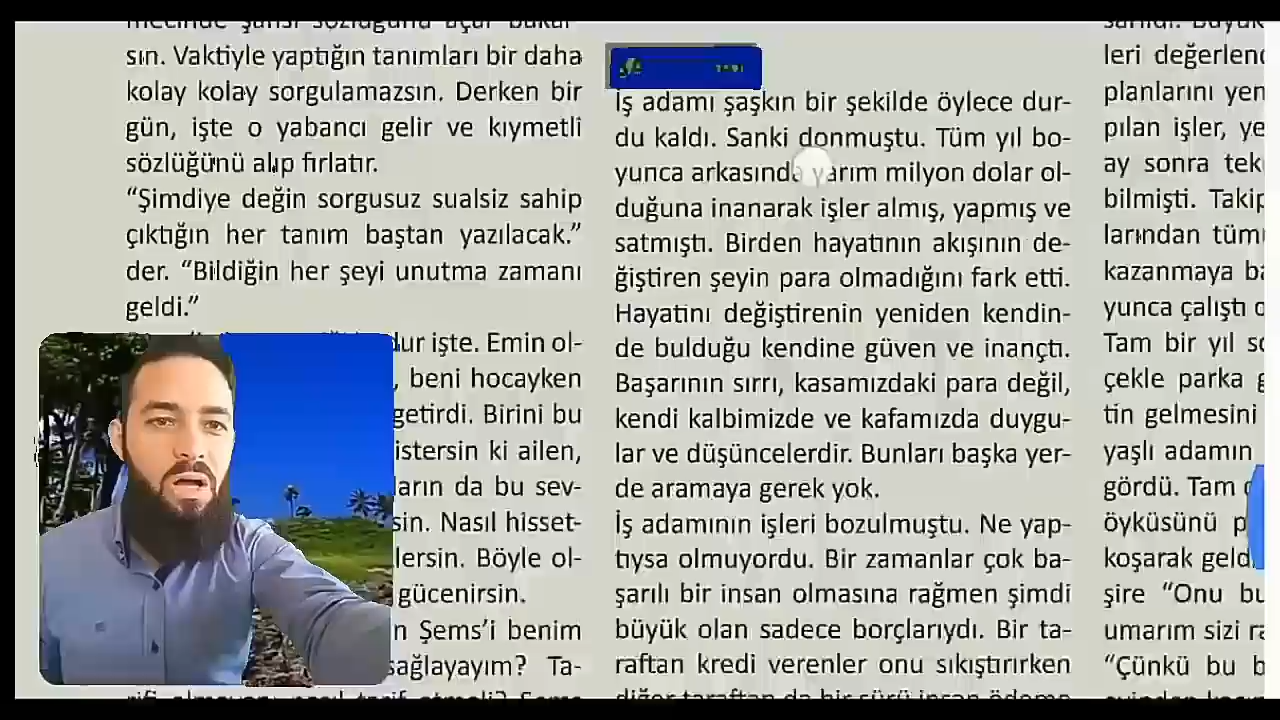 sın. Vaktiyle yaptığın tanımları bir daha
kolay kolay sorgulamazsın. Derken bir
gün, işte o yabancı gelir ve kıymetli
sözlüğünü alıp fırlatır.
“Şimdiye değin sorgusuz sualsiz sahip
çıktığın her tanım baştan yazılacak.”
der. “Bildiğin her şeyi unutma zamanı
geldi.”
dur işte. Emin ol-
, beni hocayken
getirdi. Birini bu
istersin ki ailen,
ların da bu sev-
sin. Nasıl hisset-
lersin. Böyle ol-
gücenirsin.
n Şems’i benim
sağlayayım? Ta-
İş adamı şaşkın bir şekilde öylece dur-
du kaldı. Sanki donmuştu. Tüm yıl bo-
yunca arkasında yarım milyon dolar ol-
duğuna inanarak işler almış, yapmış ve
satmıştı. Birden hayatının akışının de-
ğiştiren şeyin para olmadığını fark etti.
Hayatını değiştirenin yeniden kendin-
de bulduğu kendine güven ve inançtı.
Başarının sırrı, kasamızdaki para değil,
kendi kalbimizde ve kafamızda duygu-
lar ve düşüncelerdir. Bunları başka yer-
de aramaya gerek yok.
İş adamının işleri bozulmuştu. Ne yap-
tıysa olmuyordu. Bir zamanlar çok ba-
şarılı bir insan olmasına rağmen şimdi
büyük olan sadece borçlarıydı. Bir ta-
raftan kredi verenler onu sıkıştırırken
diğer taraftan da bir sürü insan ödeme
leri değerlend
planlarını yen
pılan işler, ye
ay sonra tek
bilmişti. Takip
larından tüm
kazanmaya ba
yunca çalıştı o
Tam bir yıl so
çekle parka g
tin gelmesini
yaşlı adamın
gördü. Tam
öyküsünü p
koşarak geld
şire “Onu bu
umarım sizi ra
“Çünkü bu b